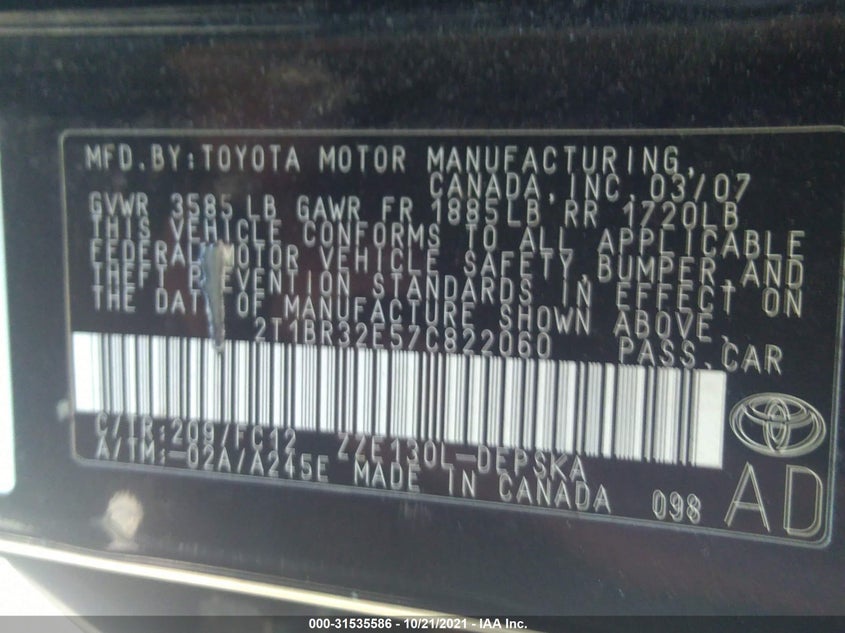 MFD.BY:TOYOTA MOTOR MANUFACTURING,
CANADA,INC.03/07
GVWR 3585 LB GAWR FR 1885LB RR 1720LB
THIS VEHICLE CONFORMS TO ALL APPLICABLE
FEDERAL MOTOR VEHICLE SAFETY,BUMPER,AND
THEFT PREVENTION STANDARDS IN EFFECT ON
THE DATE OF MANUFACTURE SHOWN ABOVE.
2T1BR32E57C822060 PASS.CAR
C/TR:209/FC12 ZZE130L-DEPSKA
A/TM:-02A/A245E MADE IN CANADA 098 AD
000-31535586 - 10/21/2021 - IAA Inc.